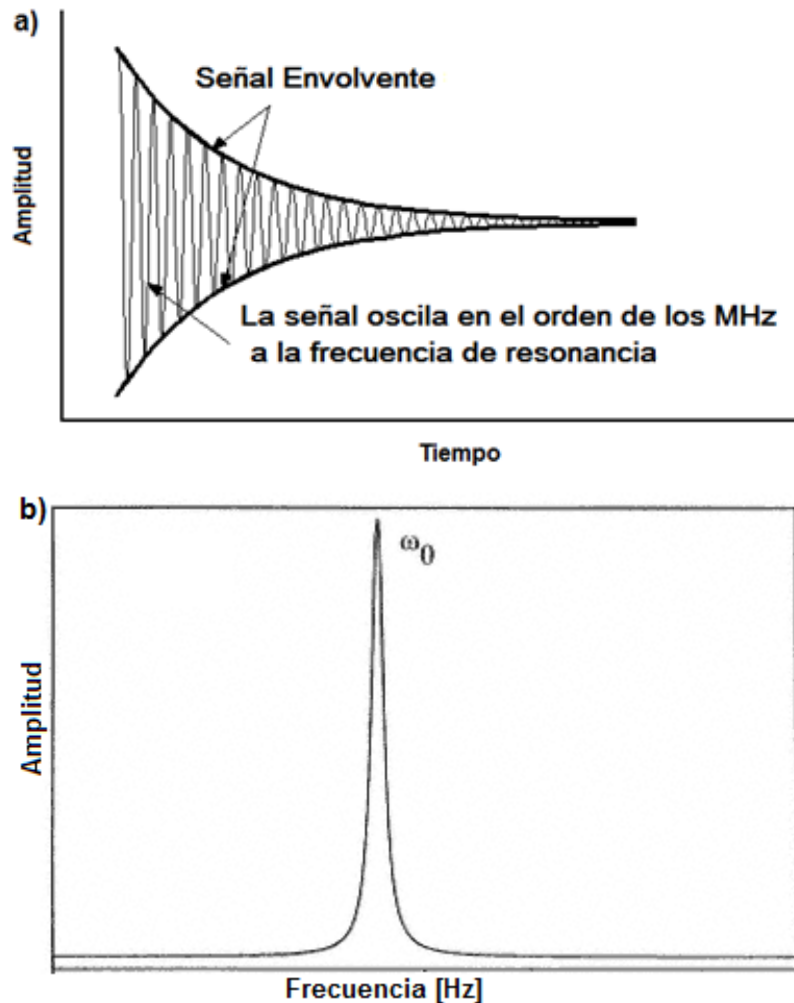 a)
Señal Envolvente
Amplitud
La señal oscila en el orden de los MHz
a la frecuencia de resonancia
Tiempo
b)
ω0
Amplitud
Frecuencia [Hz]